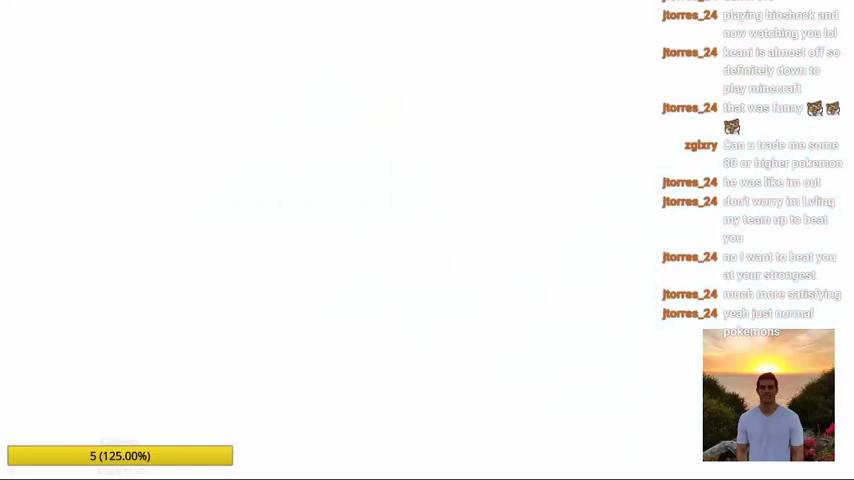 jtorres_24 playing bioshock and
now watching you lol
jtorres_24 keani is almost off so
definitely down to
play minecraft
jtorres_24 that was funny
zglxry Can u trade me some
80 or higher pokemon
jtorres_24 he was like im out
jtorres_24 don't worry im Lvling
my team up to beat
you
jtorres_24 no I want to beat you
at your strongest
jtorres_24 much more satisfying
jtorres_24 yeah just normal
pokemons
5 (125.00%)